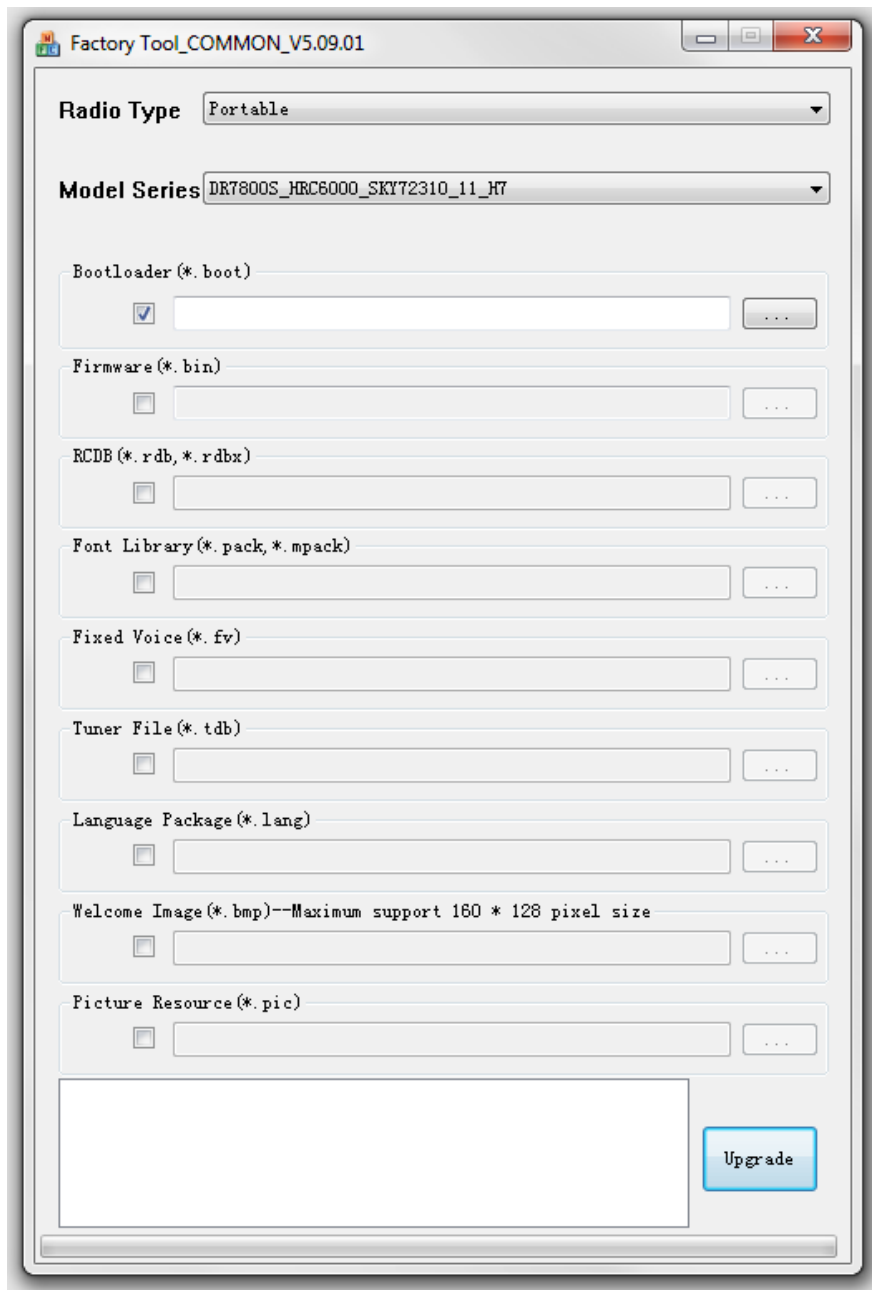 Factory Tool_COMMON_V5.09.01
Radio Type Portable
Model Series DR7800S_HRC6000_SKY72310_11_H7
Bootloader(*.boot)
...
Firmware(*.bin)
...
RCDB(*.rdb,*.rdbx)
...
Font Library(*.pack,*.mpack)
...
Fixed Voice(*.fv)
...
Tuner File(*.tdb)
...
Language Package(*.lang)
...
Welcome Image(*.bmp)--Maximum support 160 * 128 pixel size
...
Picture Resource(*.pic)
...
Upgrade